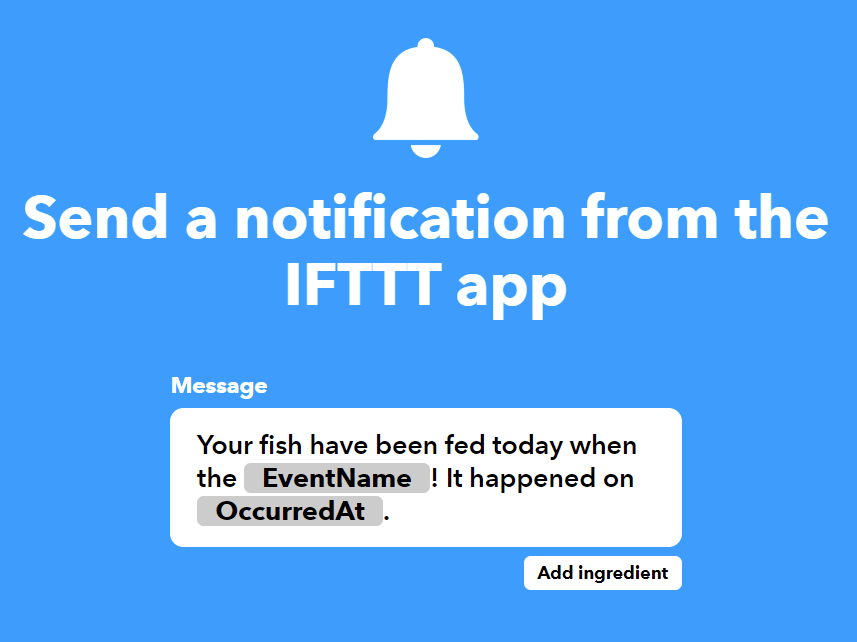 Send a notification from the
IFTTT app
Message
Your fish have been fed today when
the EventName ! It happened on
OccurredAt .
Add ingredient